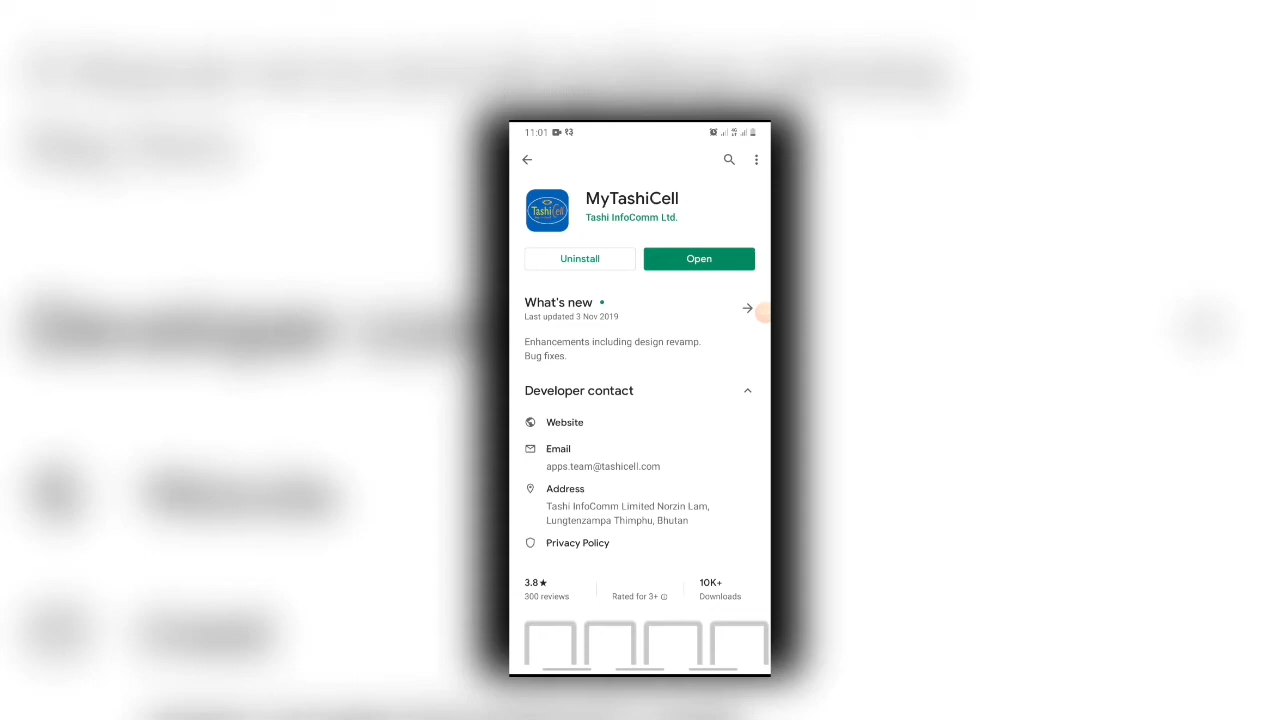 11:01 १३
MyTashiCell
Tashi InfoComm Ltd.
TashiCell
Uninstall
Open
What's new
Last updated 3 Nov 2019
Enhancements including design revamp.
Bug fixes.
Developer contact
Website
Email
apps.team@tashicell.com
Address
Tashi InfoComm Limited Norzin Lam,
Lungtenzampa Thimphu, Bhutan
Privacy Policy
3.8★
300 reviews
Rated for 3+
10K+
Downloads